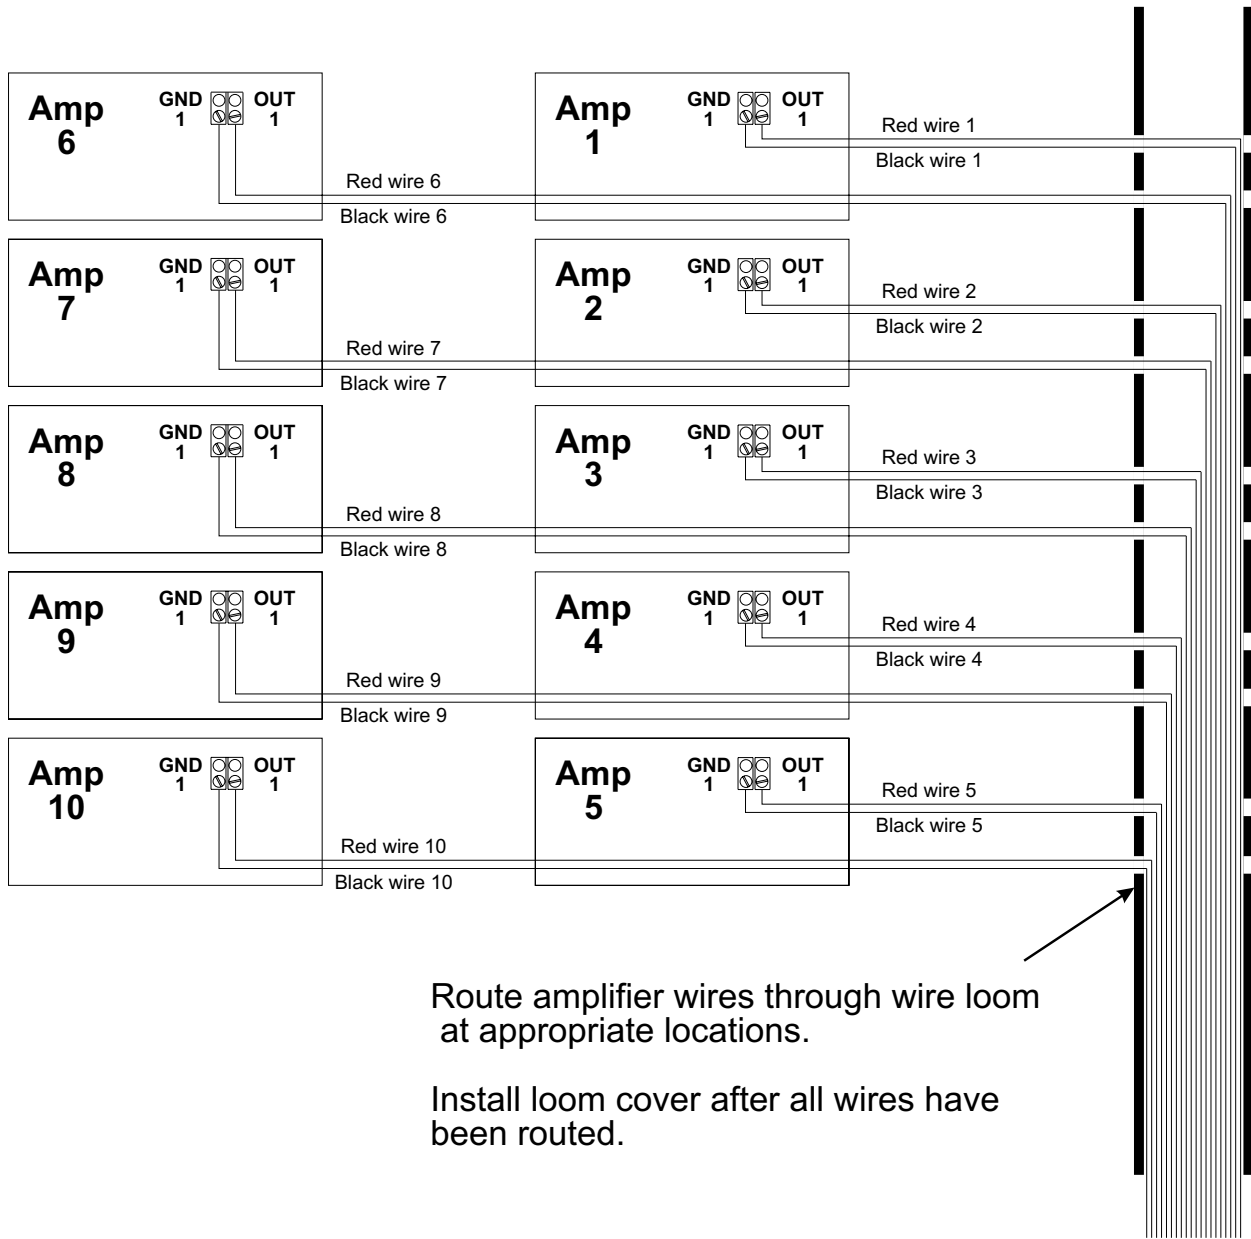 Amp
6
GND
1
OUT
1
Red wire 6
Black wire 6
Amp
1
GND
1
OUT
1
Red wire 1
Black wire 1
Amp
7
GND
1
OUT
1
Red wire 7
Black wire 7
Amp
2
GND
1
OUT
1
Red wire 2
Black wire 2
Amp
8
GND
1
OUT
1
Red wire 8
Black wire 8
Amp
3
GND
1
OUT
1
Red wire 3
Black wire 3
Amp
9
GND
1
OUT
1
Red wire 9
Black wire 9
Amp
4
GND
1
OUT
1
Red wire 4
Black wire 4
Amp
10
GND
1
OUT
1
Red wire 10
Black wire 10
Amp
5
GND
1
OUT
1
Red wire 5
Black wire 5
Route amplifier wires through wire loom
at appropriate locations.
Install loom cover after all wires have
been routed.